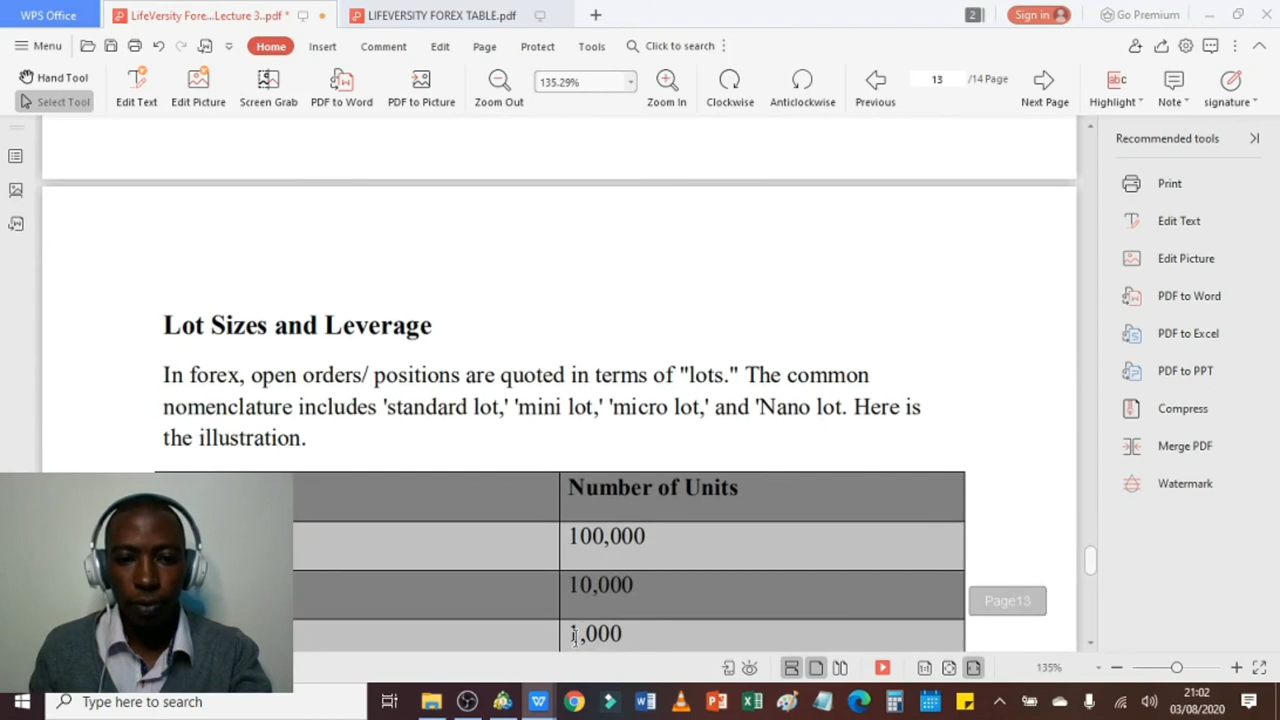 WPS Office
LifeVersity Fore...Lecture 3..pdf *
LIFEVERSITY FOREX TABLE.pdf
2
Sign in
Go Premium
Menu
Home
Insert
Comment
Edit
Page
Protect
Tools
Click to search
Hand Tool
Select Tool
Edit Text
Edit Picture
Screen Grab
PDF to Word
PDF to Picture
Zoom Out
135.29%
Zoom In
Clockwise
Anticlockwise
Previous
13
/14 Page
Next Page
abc
Highlight
Note
signature
Recommended tools
Print
Edit Text
Edit Picture
PDF to Word
PDF to Excel
PDF to PPT
Compress
Merge PDF
Watermark
Lot Sizes and Leverage
In forex, open orders/ positions are quoted in terms of "lots." The common
nomenclature includes 'standard lot,' 'mini lot,' 'micro lot,' and 'Nano lot. Here is
the illustration.
Number of Units
100,000
10,000
1,000
Page13
135%
Type here to search
21:02
03/08/2020